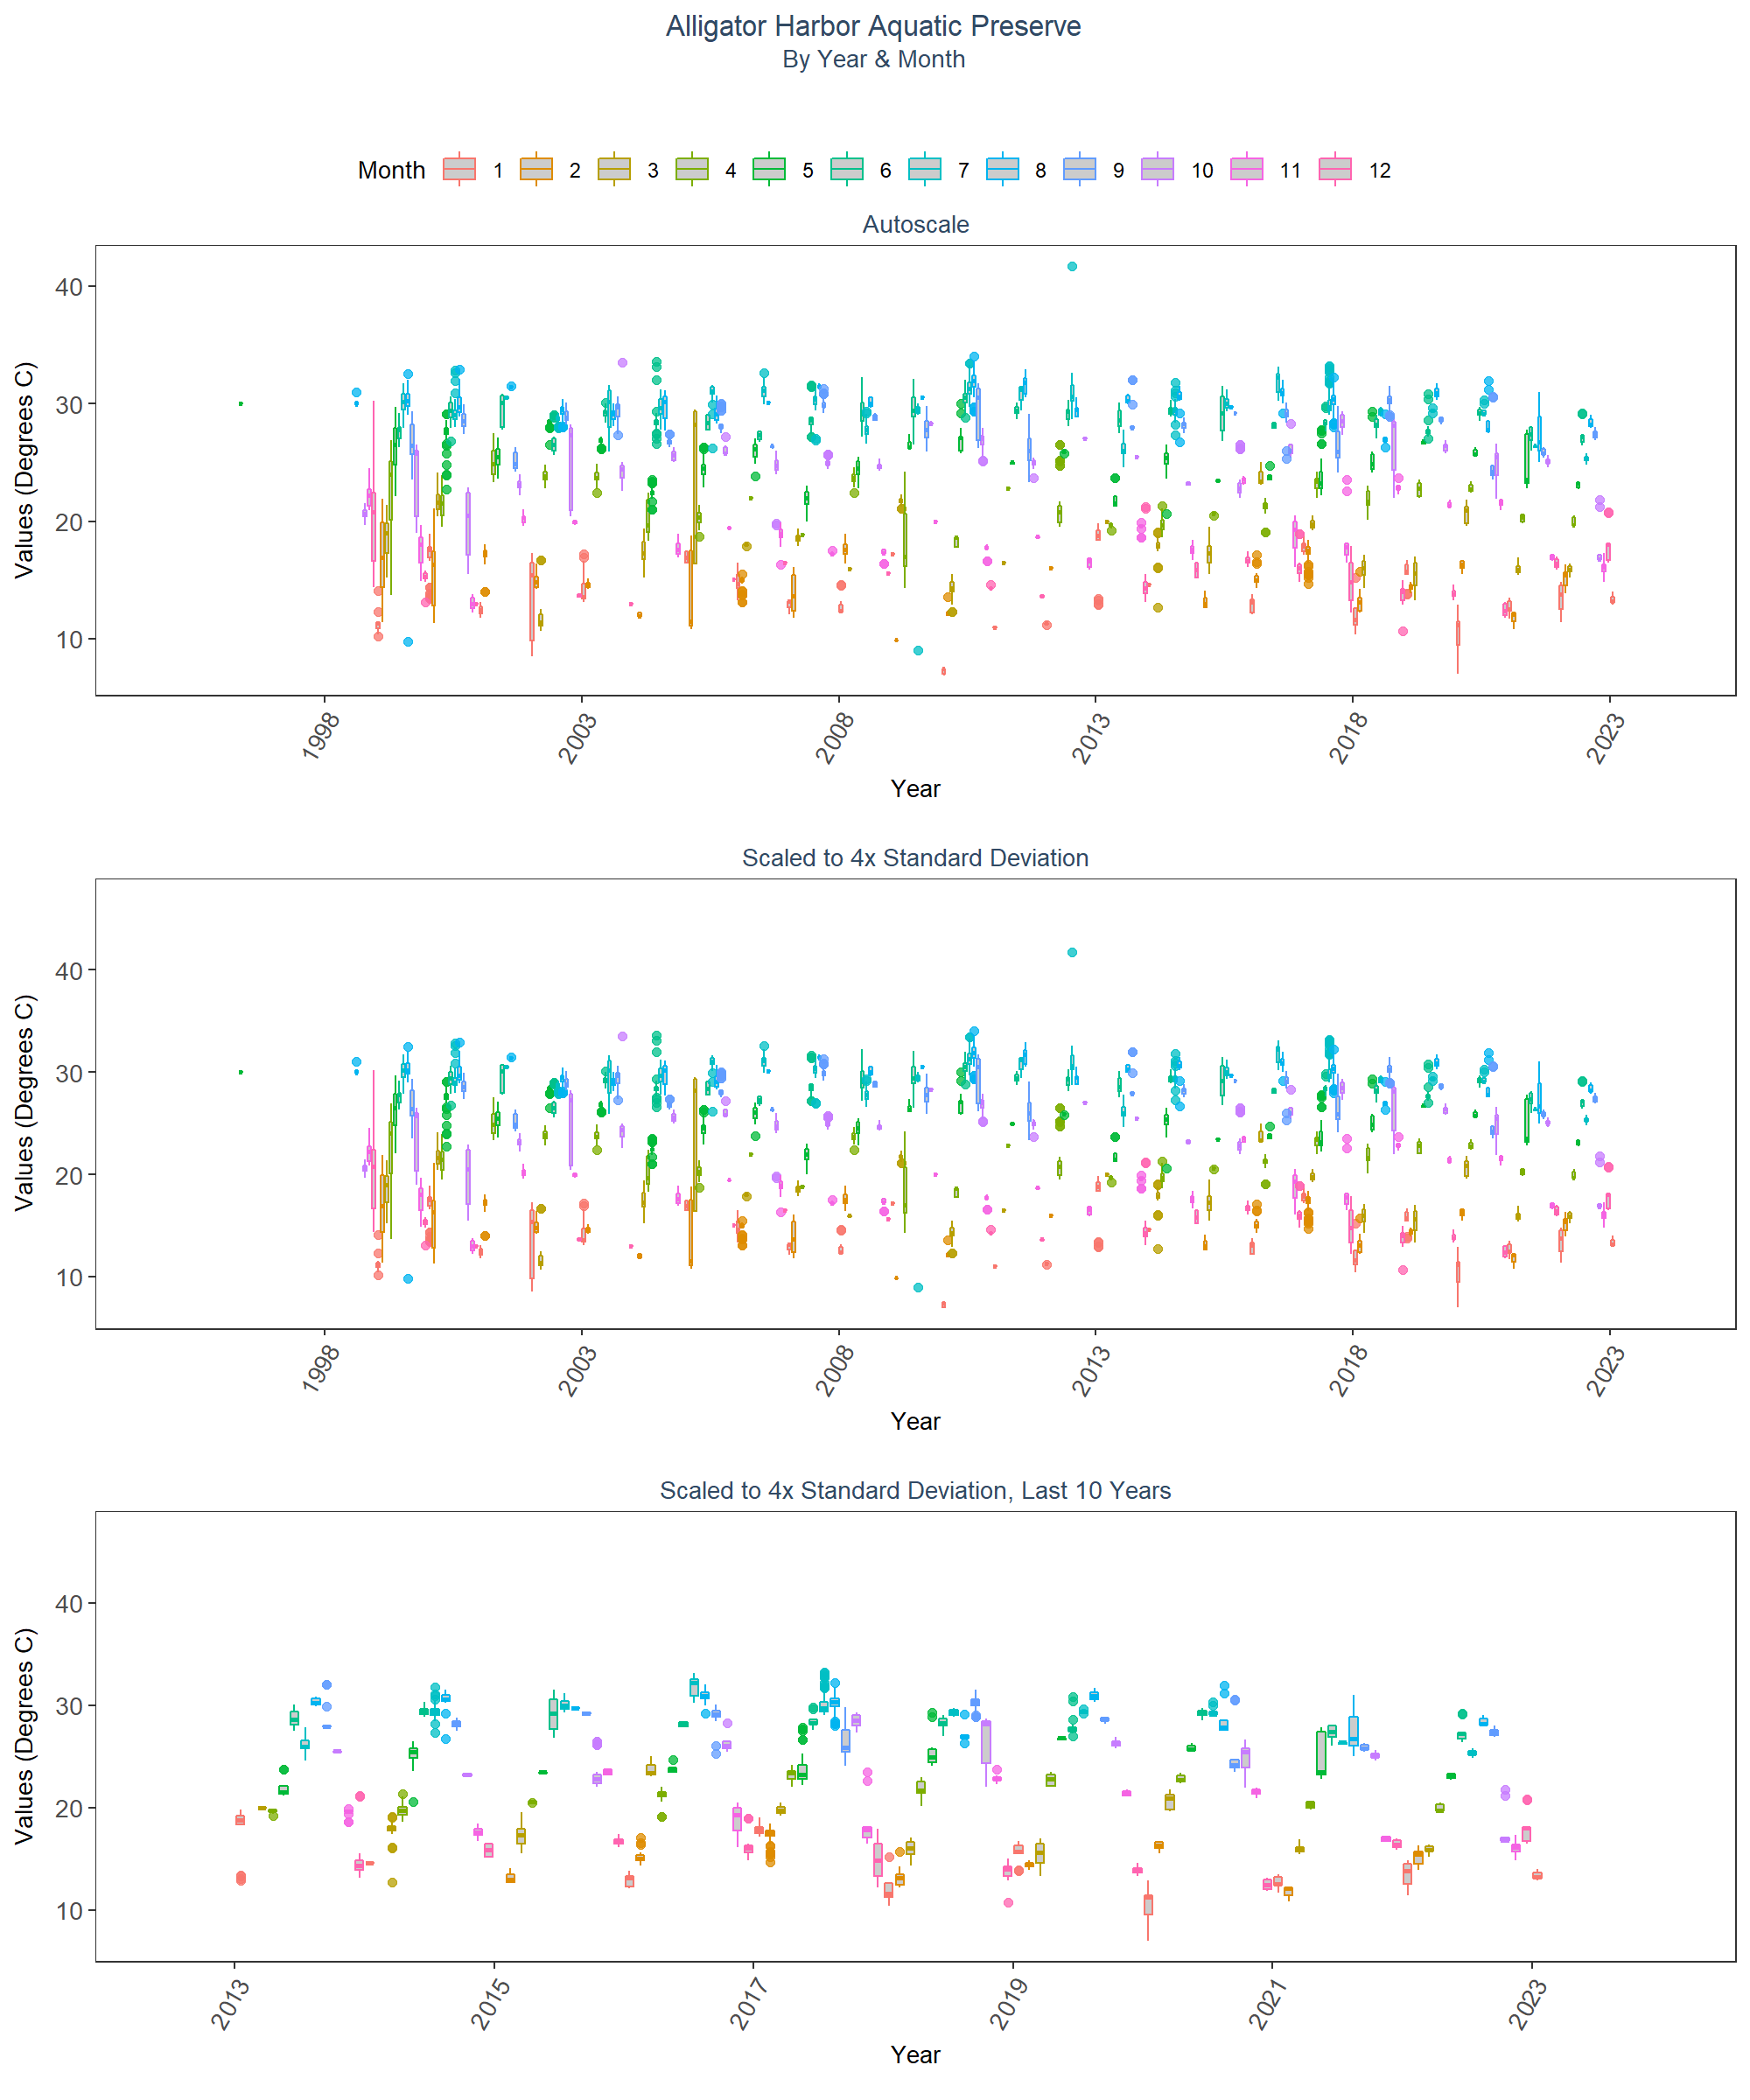 Alligator Harbor Aquatic Preserve
By Year & Month
Month 1 2 3 4 5 6 7 8 9 10 11 12
Autoscale
Values (Degrees C)
40
30
20
10
1998 2003 2008 2013 2018 2023
Year
Scaled to 4x Standard Deviation
Values (Degrees C)
40
30
20
10
1998 2003 2008 2013 2018 2023
Year
Scaled to 4x Standard Deviation, Last 10 Years
Values (Degrees C)
40
30
20
10
2013 2015 2017 2019 2021 2023
Year